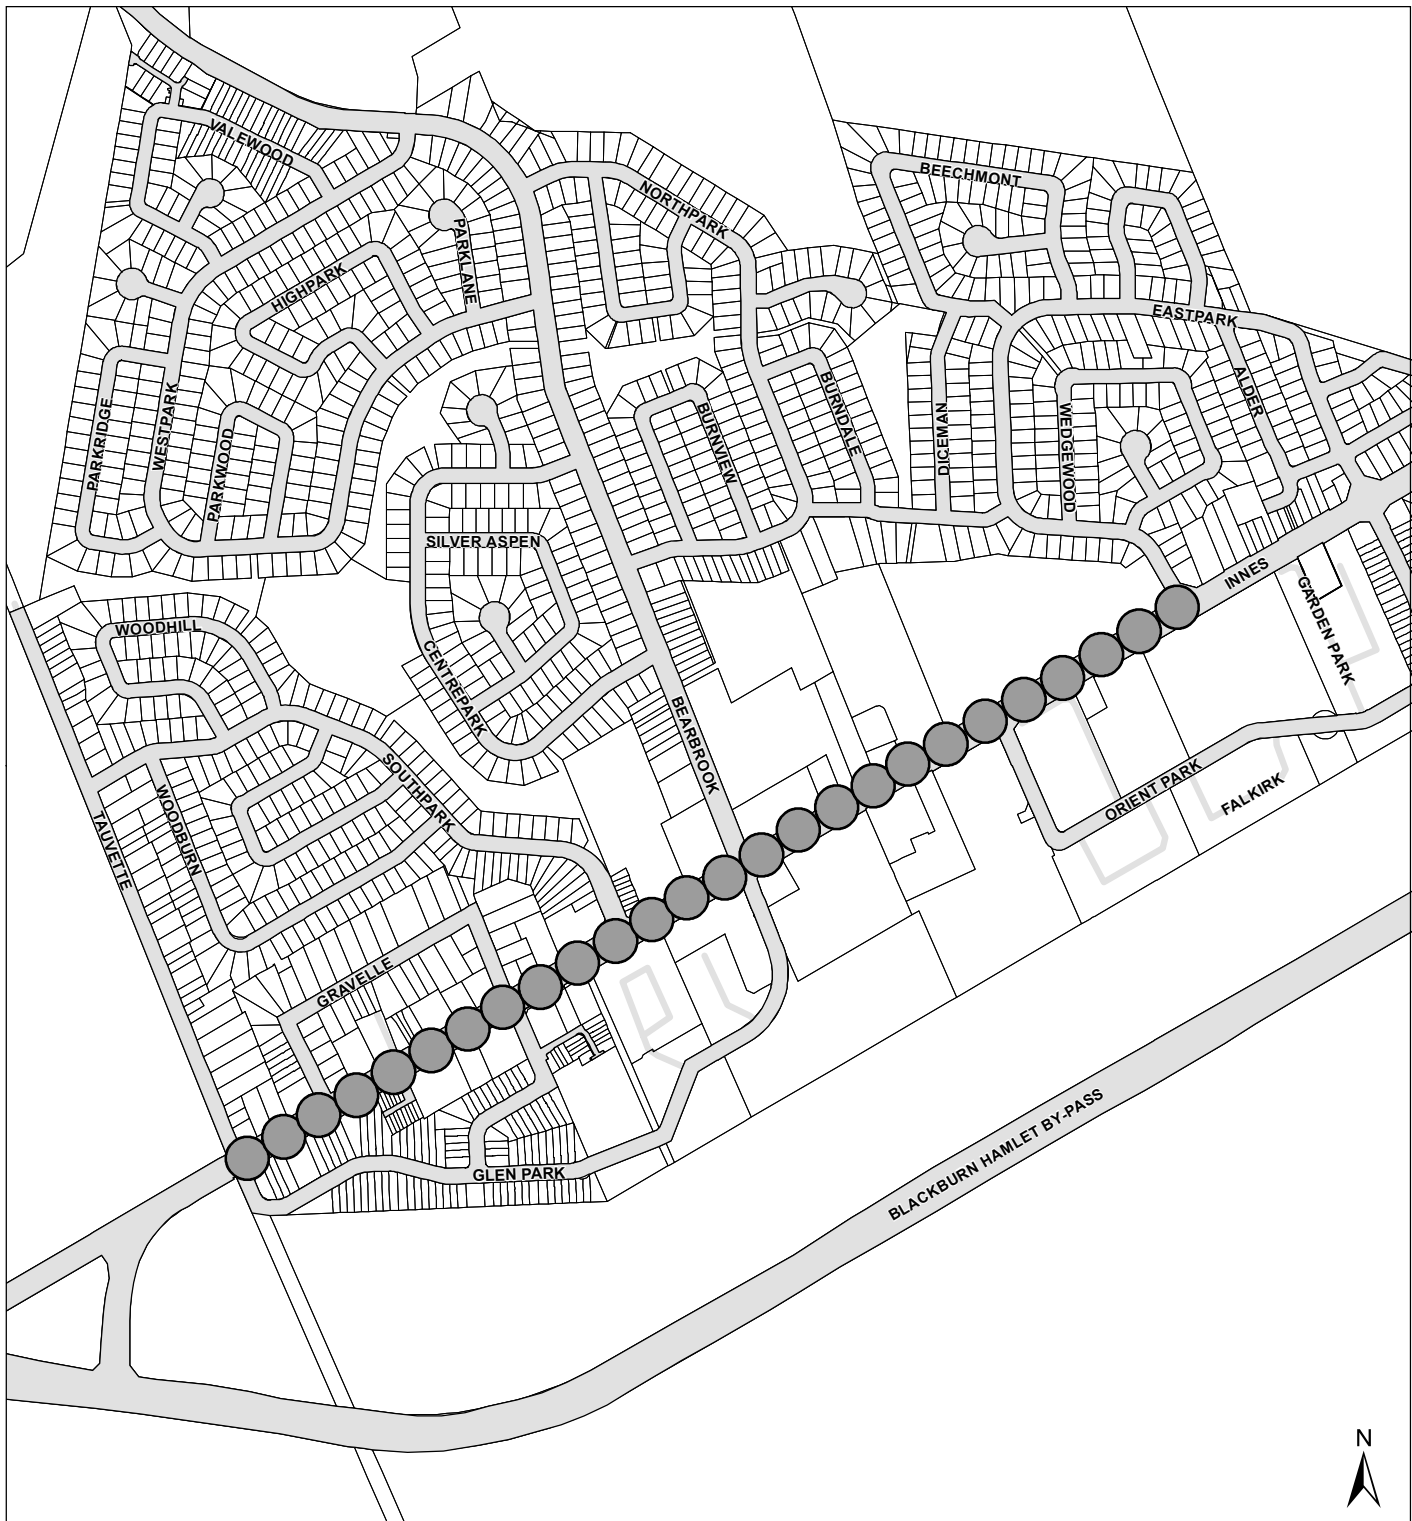 VALEWOOD
BEECHMONT
NORTHPARK
PARKLANE
HIGHPARK
EASTPARK
PARKRIDGE
WESTPARK
PARKWOOD
BURNVIEW
BURNDALE
DICEMAN
WEDGEWOOD
ALDER
SILVER ASPEN
INNES
GARDEN PARK
WOODHILL
CENTREPARK
BEARBROOK
SOUTHPARK
WOODBURN
TAUVETTE
ORIENT PARK
FALKIRK
GRAVELLE
GLEN PARK
BLACKBURN HAMLET BY-PASS
N